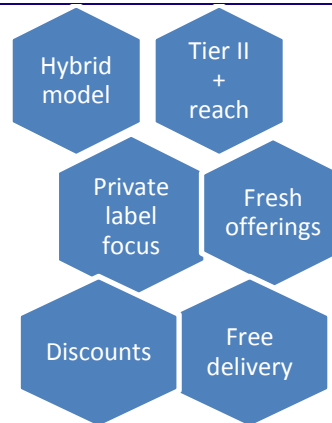 Hybrid
model
Tier II
+
reach
Private
label
focus
Fresh
offerings
Discounts
Free
delivery